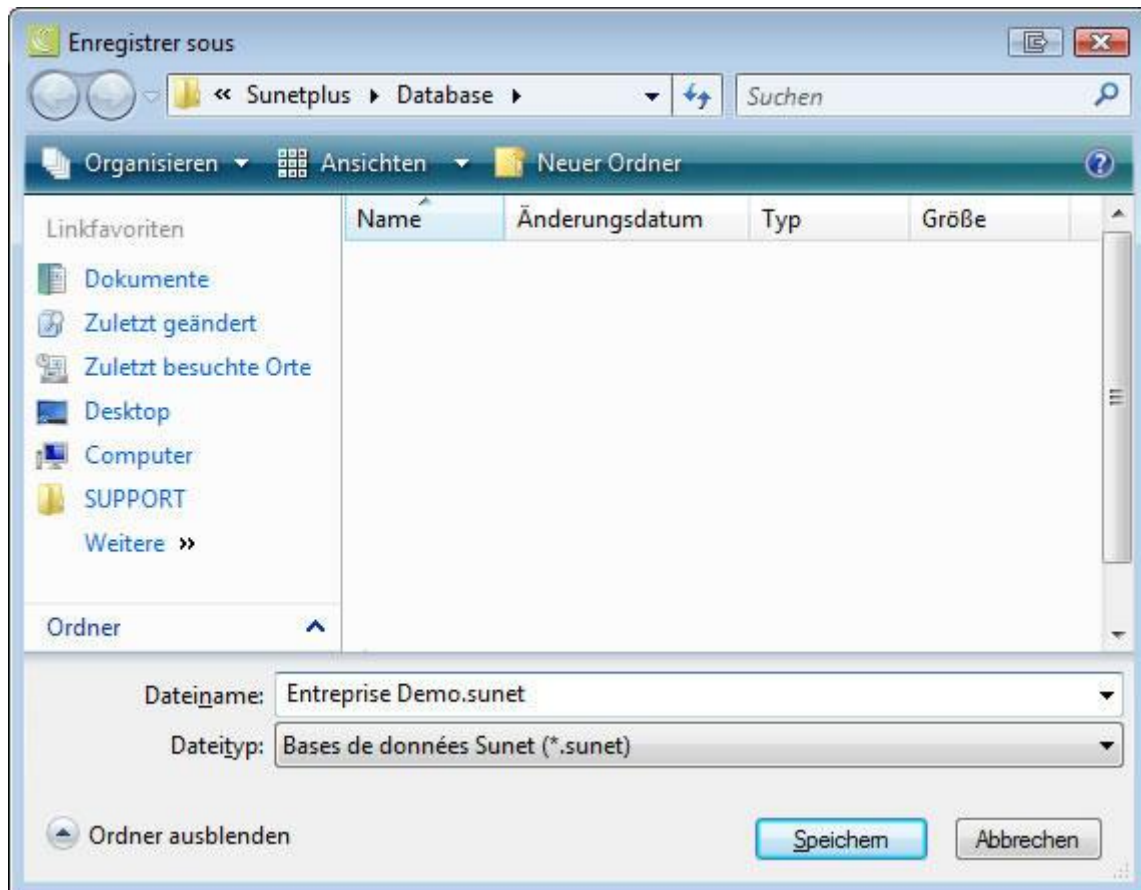 Enregistrer sous
« Sunetplus Database Suchen
Organisieren Ansichten Neuer Ordner
Linkfavoriten Name Änderungsdatum Typ Größe
Dokumente
Zuletzt geändert
Zuletzt besuchte Orte
Desktop
Computer
SUPPORT
Weitere »
Ordner
Dateiname: Entreprise Demo.sunet
Dateityp: Bases de données Sunet (*.sunet)
Ordner ausblenden Speichern Abbrechen